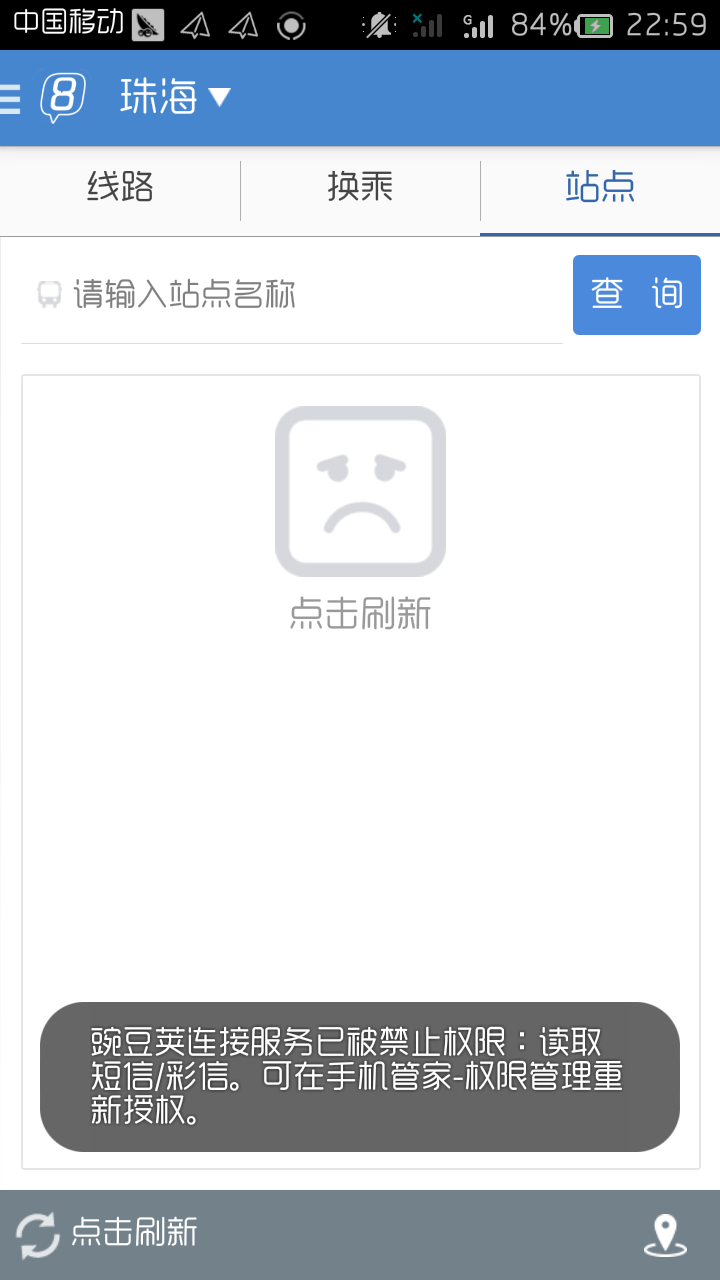 中国移动 G 84% 22:59
8 珠海
线路 换乘 站点
请输入站点名称 查 询
点击刷新
豌豆荚连接服务已被禁止权限：读取
短信/彩信。可在手机管家-权限管理重
新授权。
点击刷新